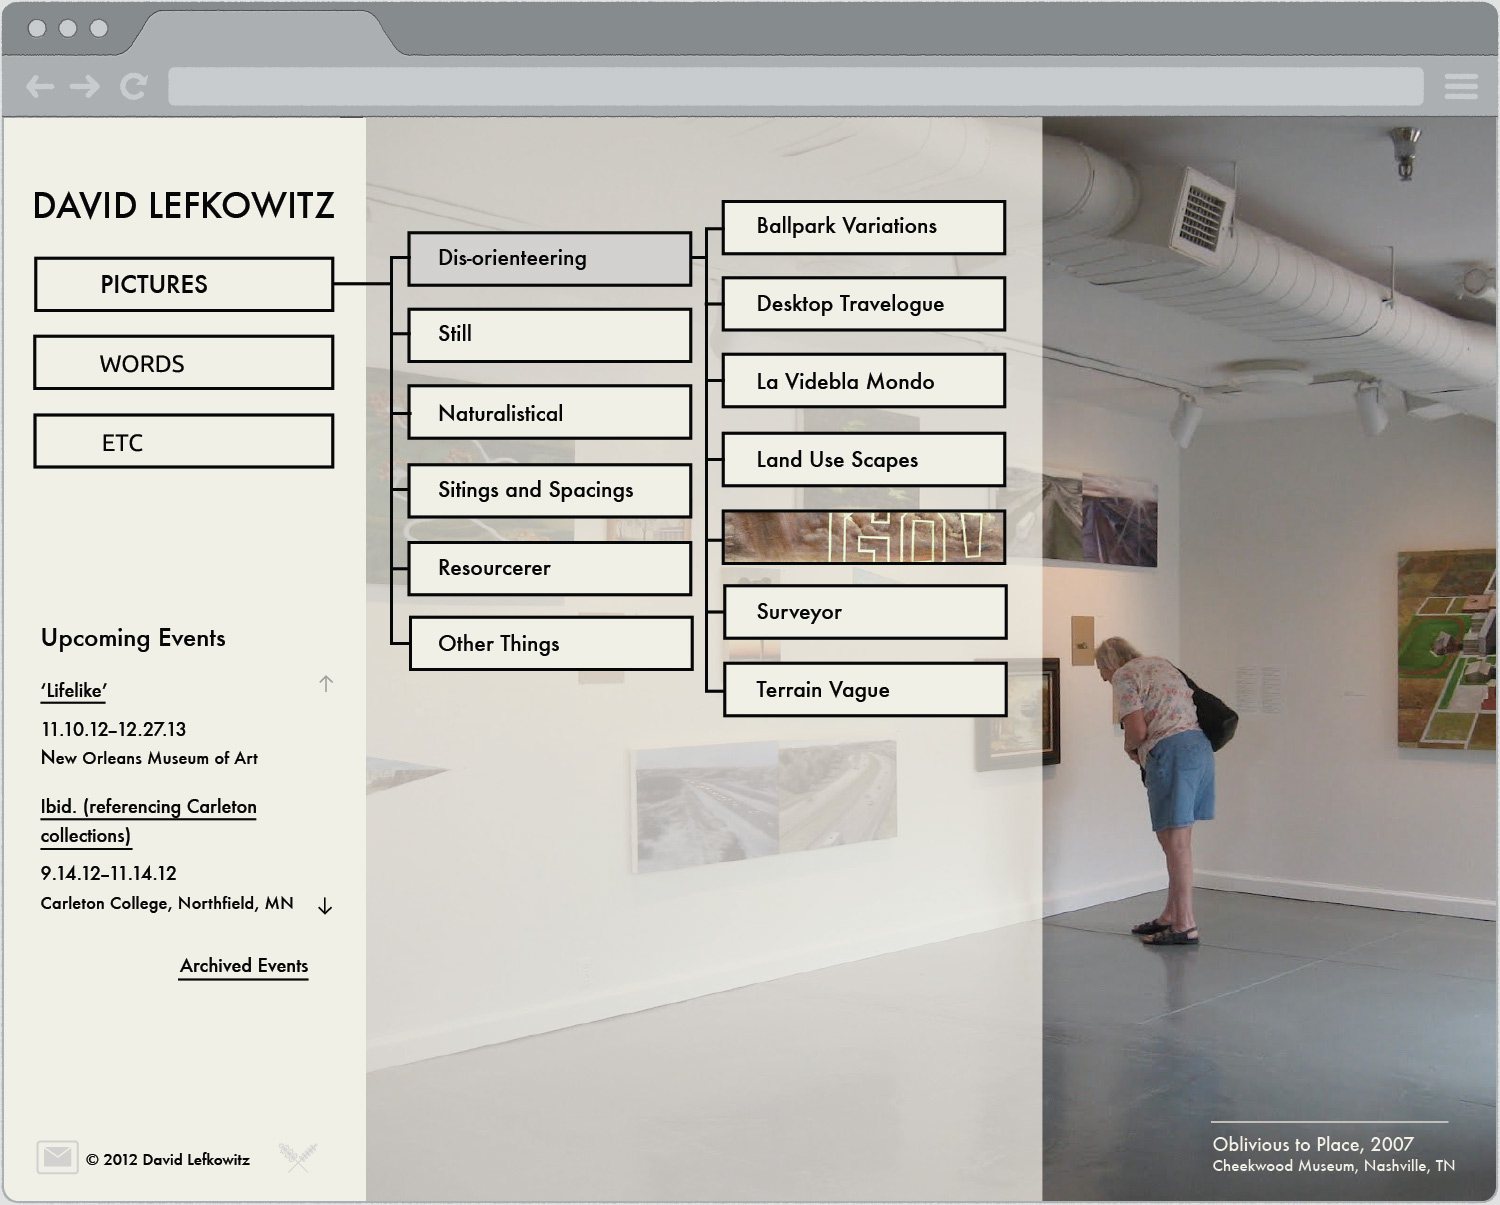 DAVID LEFKOWITZ
PICTURES
WORDS
ETC
Dis-orienteering
Still
Naturalistical
Sitings and Spacings
Resourcerer
Other Things
Ballpark Variations
Desktop Travelogue
La Videbla Mondo
Land Use Scapes
Surveyor
Terrain Vague
Upcoming Events
‘Lifelike’
11.10.12–12.27.13
New Orleans Museum of Art
Ibid. (referencing Carleton
collections)
9.14.12–11.14.12
Carleton College, Northfield, MN
Archived Events
© 2012 David Lefkowitz
Oblivious to Place, 2007
Cheekwood Museum, Nashville, TN